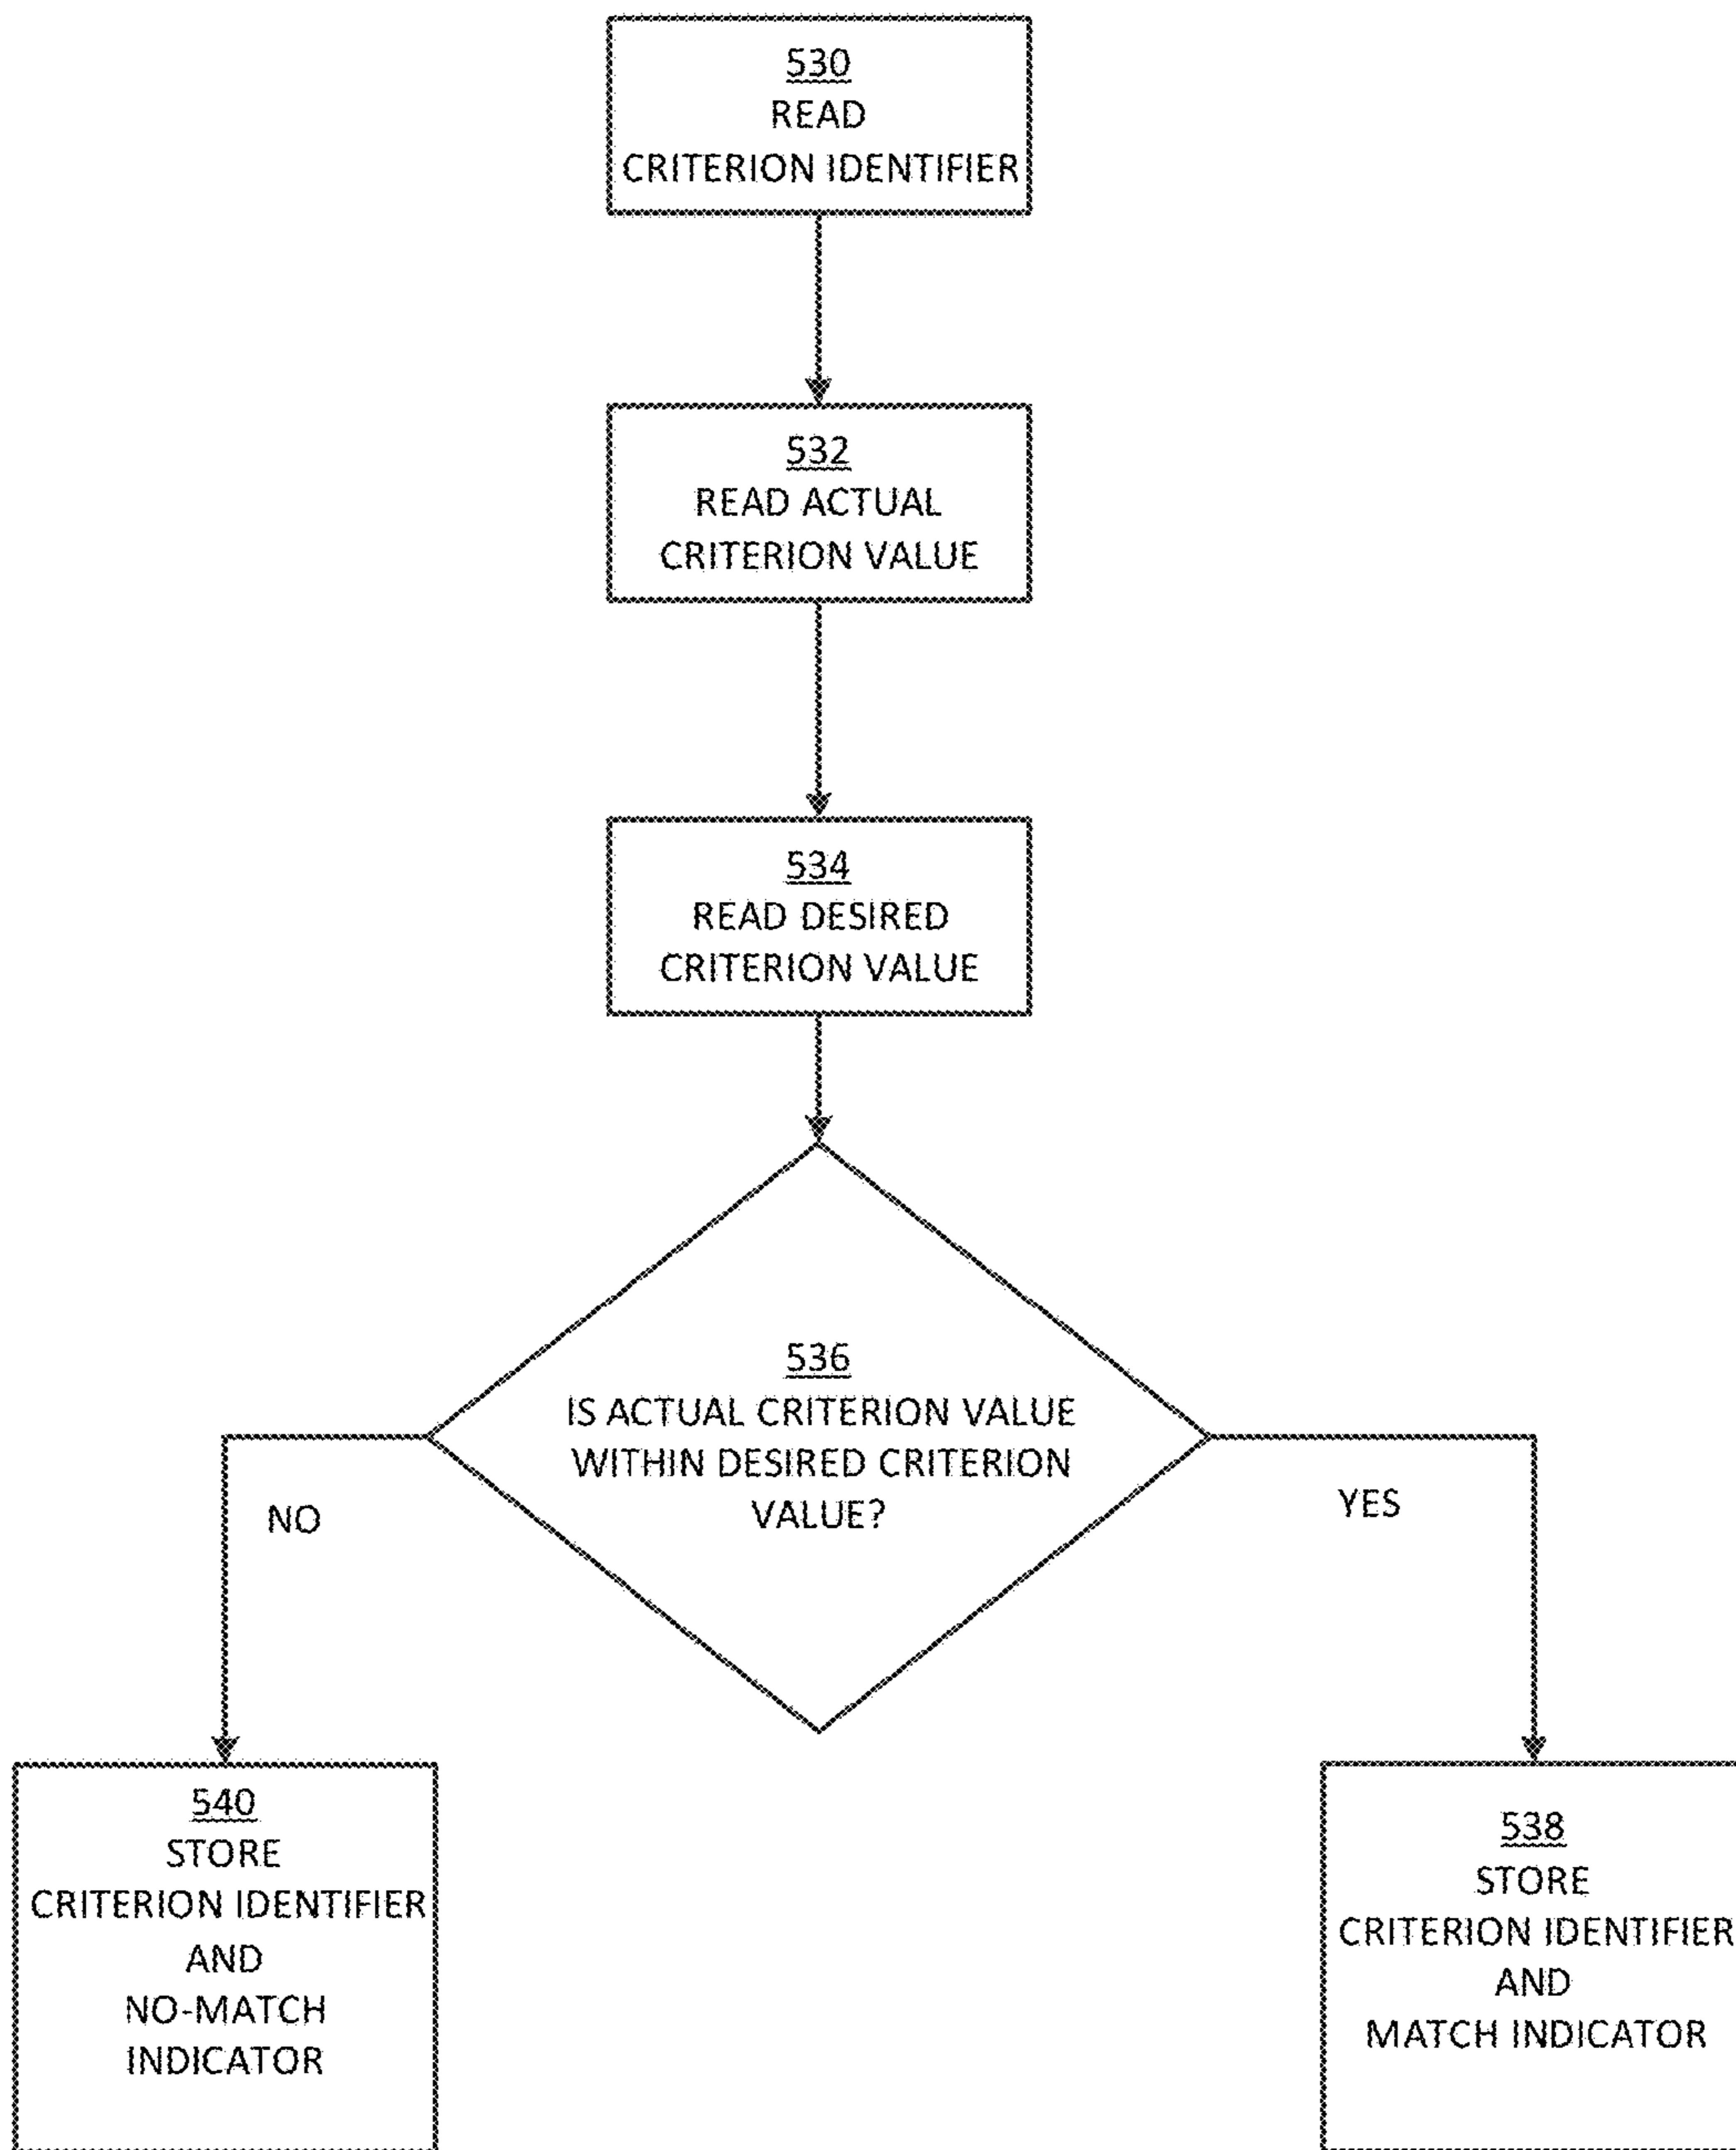 530
READ
CRITERION IDENTIFIER
532
READ ACTUAL
CRITERION VALUE
534
READ DESIRED
CRITERION VALUE
536
IS ACTUAL CRITERION VALUE
WITHIN DESIRED CRITERION
VALUE?
NO
YES
540
STORE
CRITERION IDENTIFIER
AND
NO-MATCH
INDICATOR
538
STORE
CRITERION IDENTIFIER
AND
MATCH INDICATOR